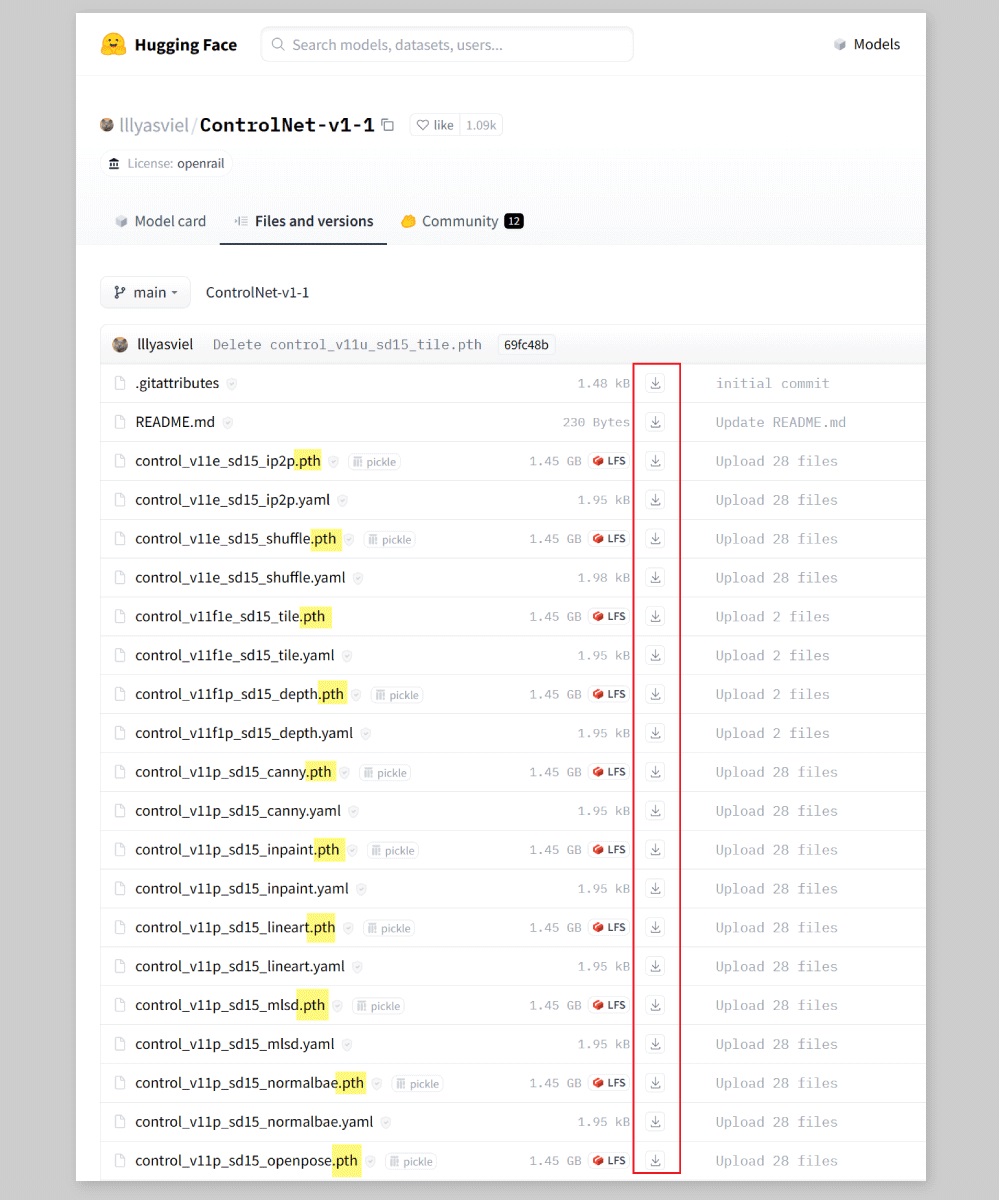 Hugging Face Search models, datasets, users... Models
lllyasviel/ControlNet-v1-1 like 1.09k
License: openrail
Model card Files and versions Community 12
main ControlNet-v1-1
lllyasviel Delete control_v11u_sd15_tile.pth 69fc48b
.gitattributes 1.48 kB initial commit
README.md 230 Bytes Update README.md
control_v11e_sd15_ip2p.pth pickle 1.45 GB LFS Upload 28 files
control_v11e_sd15_ip2p.yaml 1.95 kB Upload 28 files
control_v11e_sd15_shuffle.pth pickle 1.45 GB LFS Upload 28 files
control_v11e_sd15_shuffle.yaml 1.98 kB Upload 28 files
control_v11f1e_sd15_tile.pth 1.45 GB LFS Upload 2 files
control_v11f1e_sd15_tile.yaml 1.95 kB Upload 2 files
control_v11f1p_sd15_depth.pth pickle 1.45 GB LFS Upload 2 files
control_v11f1p_sd15_depth.yaml 1.95 kB Upload 2 files
control_v11p_sd15_canny.pth pickle 1.45 GB LFS Upload 28 files
control_v11p_sd15_canny.yaml 1.95 kB Upload 28 files
control_v11p_sd15_inpaint.pth pickle 1.45 GB LFS Upload 28 files
control_v11p_sd15_inpaint.yaml 1.95 kB Upload 28 files
control_v11p_sd15_lineart.pth pickle 1.45 GB LFS Upload 28 files
control_v11p_sd15_lineart.yaml 1.95 kB Upload 28 files
control_v11p_sd15_mlsd.pth pickle 1.45 GB LFS Upload 28 files
control_v11p_sd15_mlsd.yaml 1.95 kB Upload 28 files
control_v11p_sd15_normalbae.pth pickle 1.45 GB LFS Upload 28 files
control_v11p_sd15_normalbae.yaml 1.95 kB Upload 28 files
control_v11p_sd15_openpose.pth pickle 1.45 GB LFS Upload 28 files